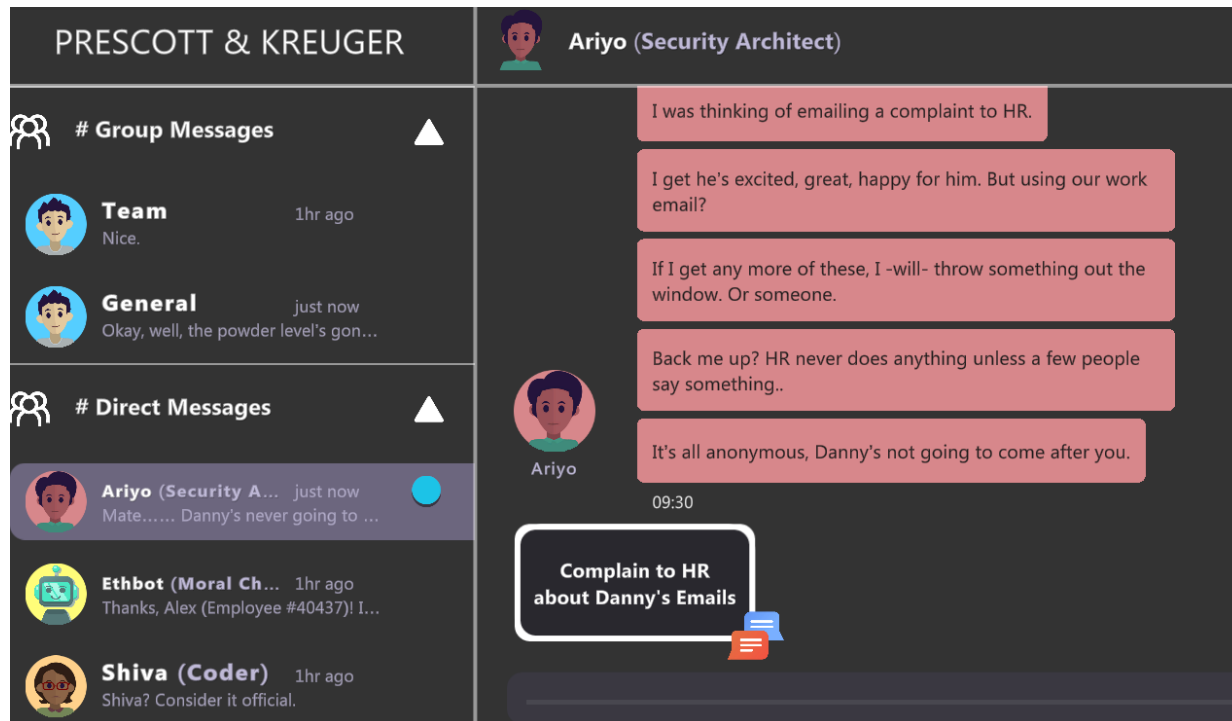 PRESCOTT & KREUGER
# Group Messages
Team
1hr ago
Nice.
General
just now
Okay, well, the powder level's gon...
# Direct Messages
Ariyo (Security A...
just now
Mate...... Danny's never going to ...
Ethbot (Moral Ch...
1hr ago
Thanks, Alex (Employee #40437)! I...
Shiva (Coder)
1hr ago
Shiva? Consider it official.
Ariyo (Security Architect)
I was thinking of emailing a complaint to HR.
I get he's excited, great, happy for him. But using our work
email?
If I get any more of these, I -will- throw something out the
window. Or someone.
Back me up? HR never does anything unless a few people
say something..
It's all anonymous, Danny's not going to come after you.
Ariyo
09:30
Complain to HR
about Danny's Emails